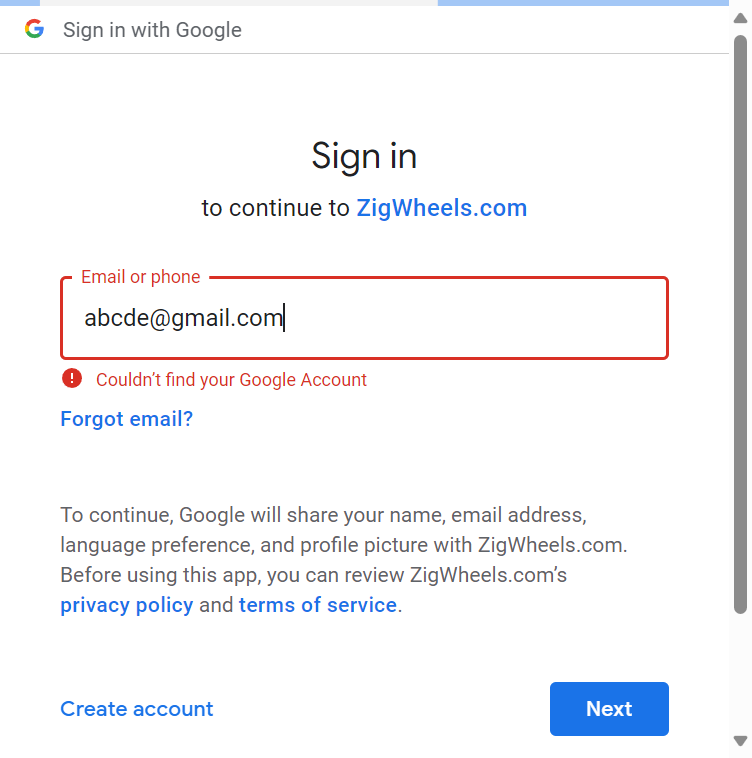 Sign in with Google
Sign in
to continue to ZigWheels.com
Email or phone
abcde@gmail.com
Couldn't find your Google Account
Forgot email?
To continue, Google will share your name, email address,
language preference, and profile picture with ZigWheels.com.
Before using this app, you can review ZigWheels.com’s
privacy policy and terms of service.
Create account
Next